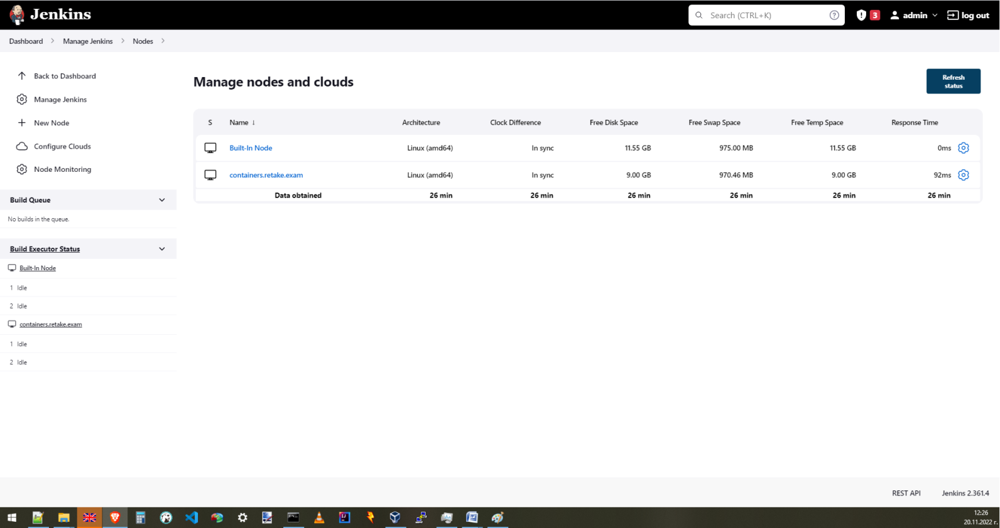 Jenkins
Search (CTRL+K)
3
admin
log out
Dashboard
Manage Jenkins
Nodes
Back to Dashboard
Manage Jenkins
New Node
Configure Clouds
Node Monitoring
Build Queue
No builds in the queue.
Build Executor Status
Built-In Node
1 Idle
2 Idle
containers.retake.exam
1 Idle
2 Idle
Manage nodes and clouds
Refresh
status
S Name ↓ Architecture Clock Difference Free Disk Space Free Swap Space Free Temp Space Response Time
Built-In Node Linux (amd64) In sync 11.55 GB 975.00 MB 11.55 GB 0ms
containers.retake.exam Linux (amd64) In sync 9.00 GB 970.46 MB 9.00 GB 92ms
Data obtained 26 min 26 min 26 min 26 min 26 min 26 min
REST API
Jenkins 2.361.4
12:26
20.11.2022 г.